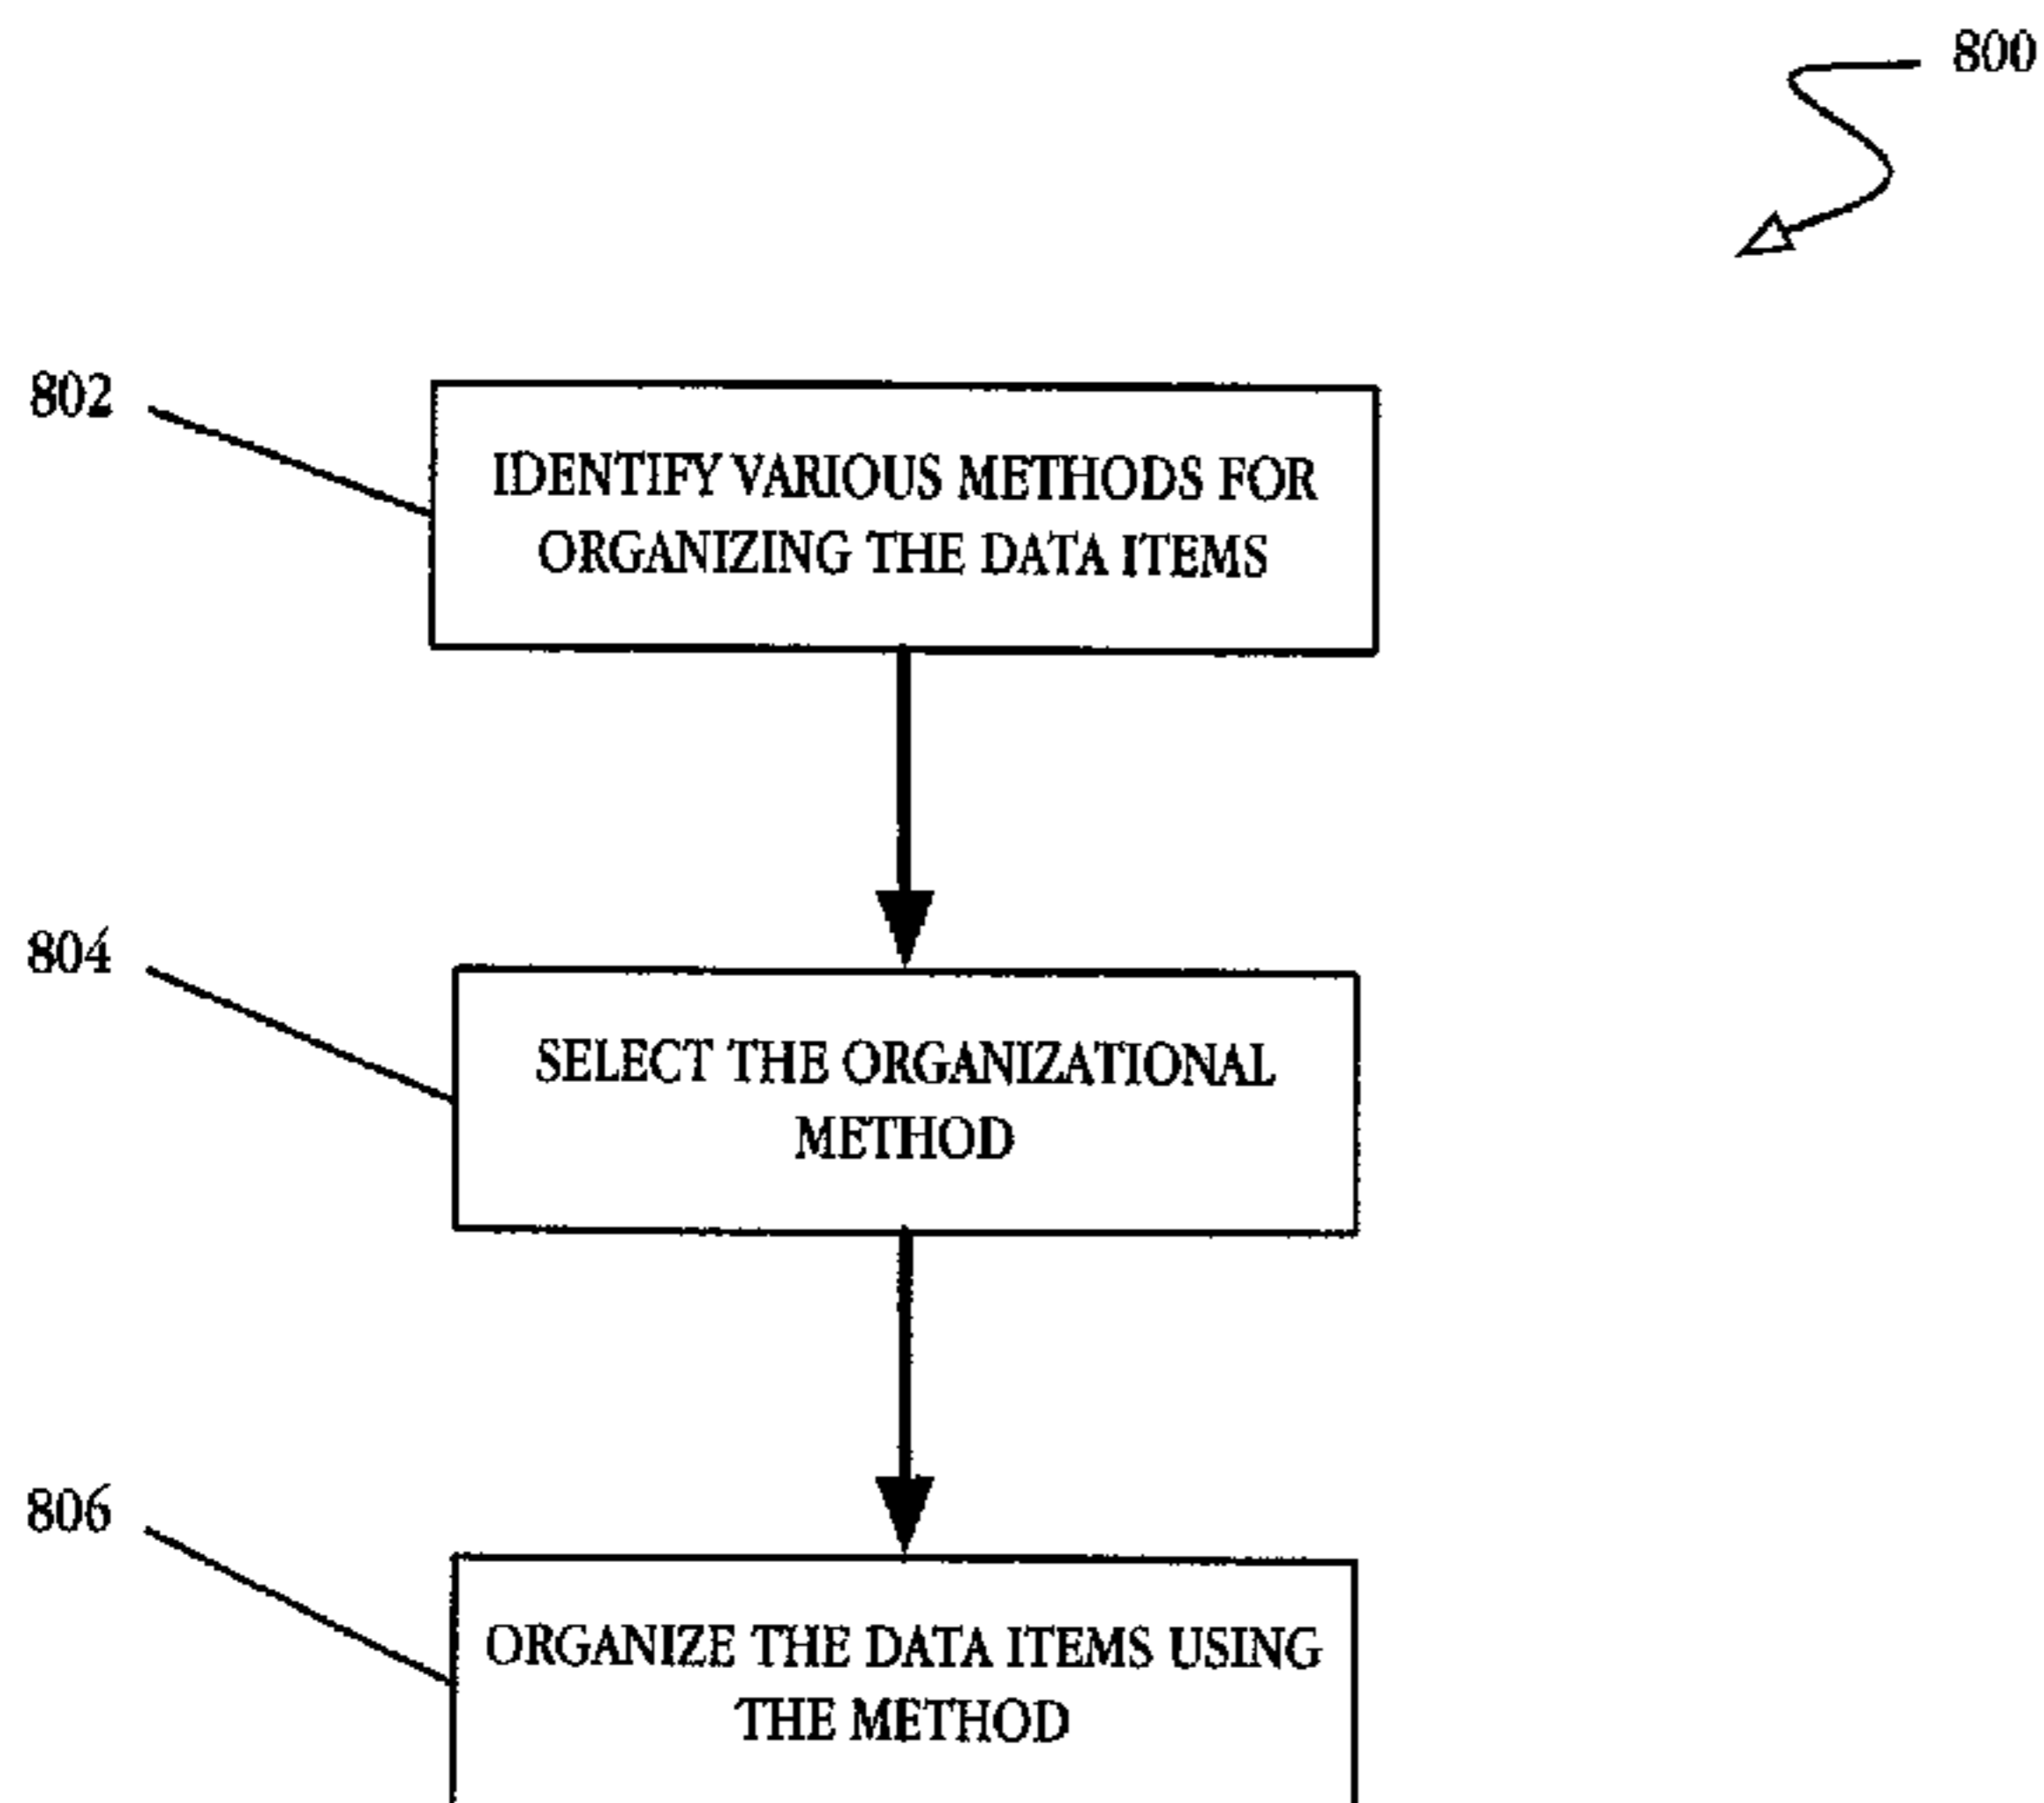 800
802
IDENTIFY VARIOUS METHODS FOR
ORGANIZING THE DATA ITEMS
804
SELECT THE ORGANIZATIONAL
METHOD
806
ORGANIZE THE DATA ITEMS USING
THE METHOD